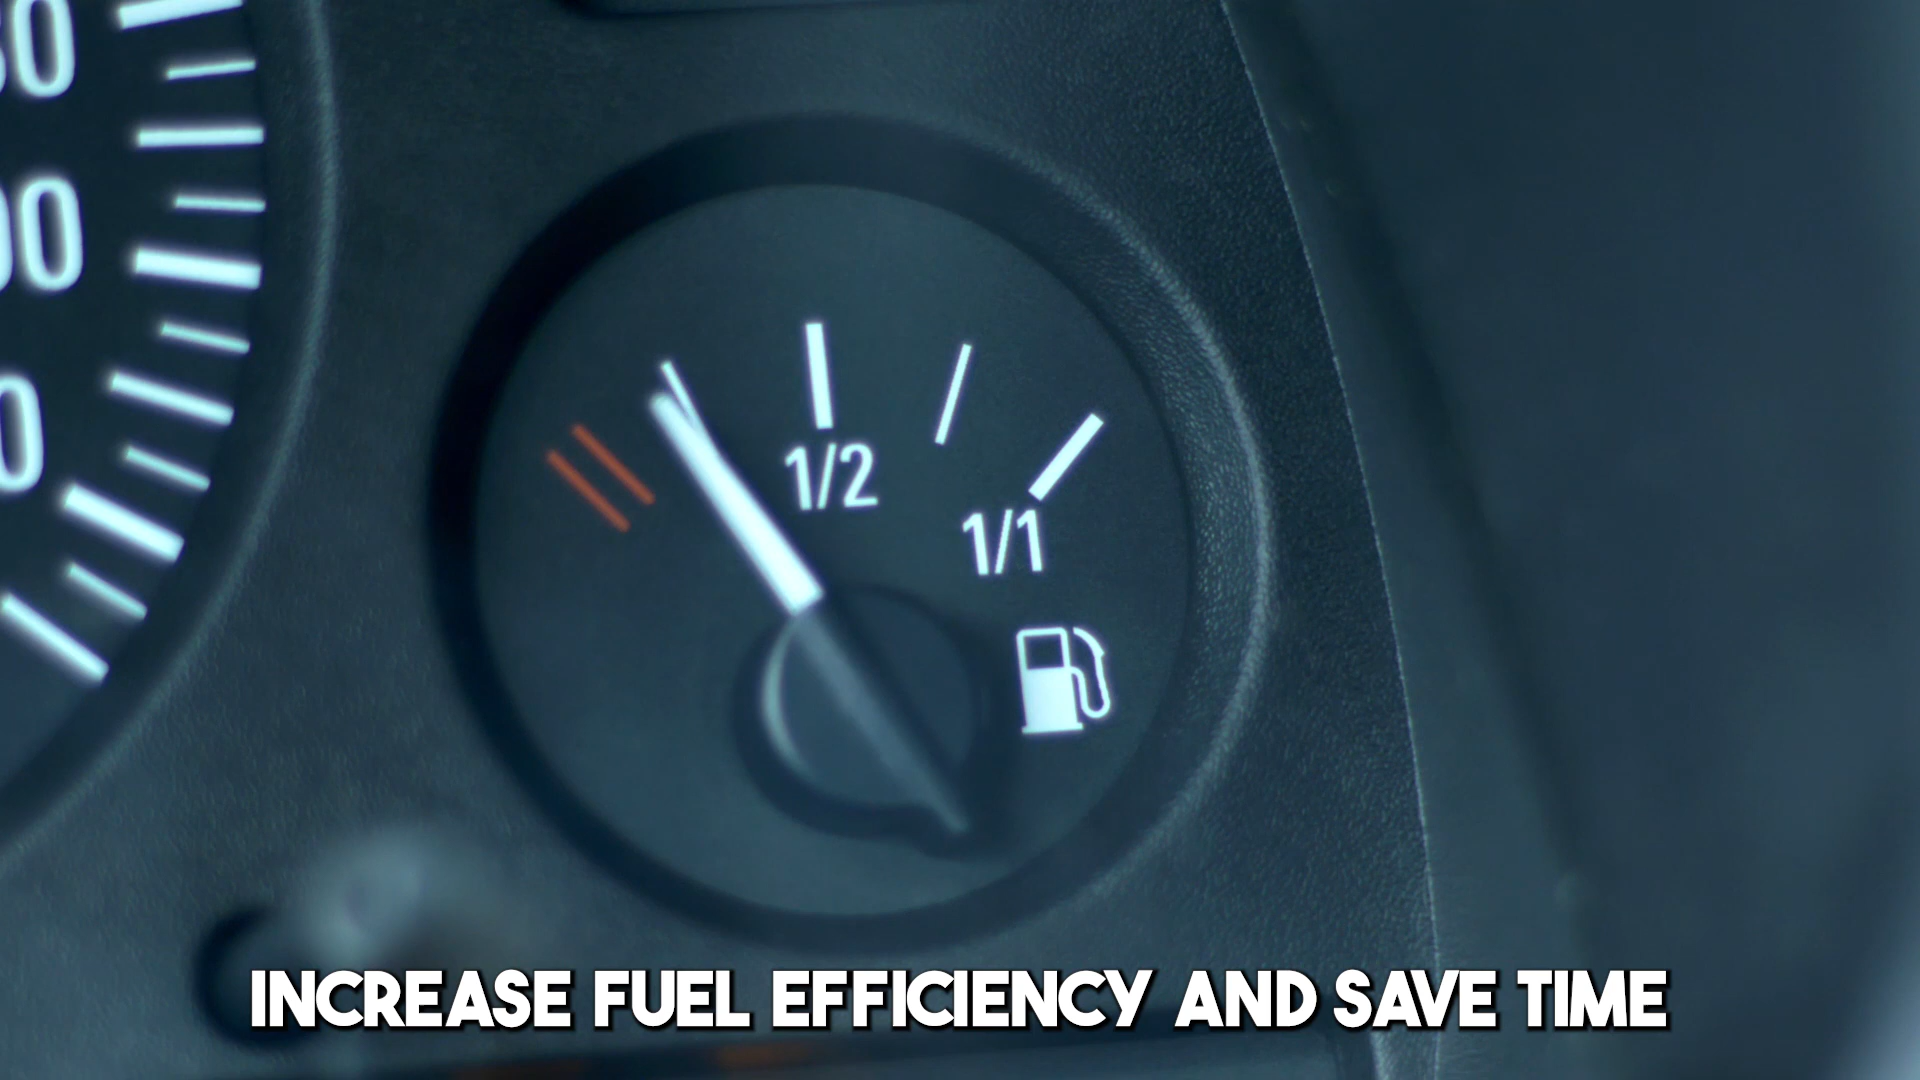 1/2
1/1
INCREASE FUEL EFFICIENCY AND SAVE TIME